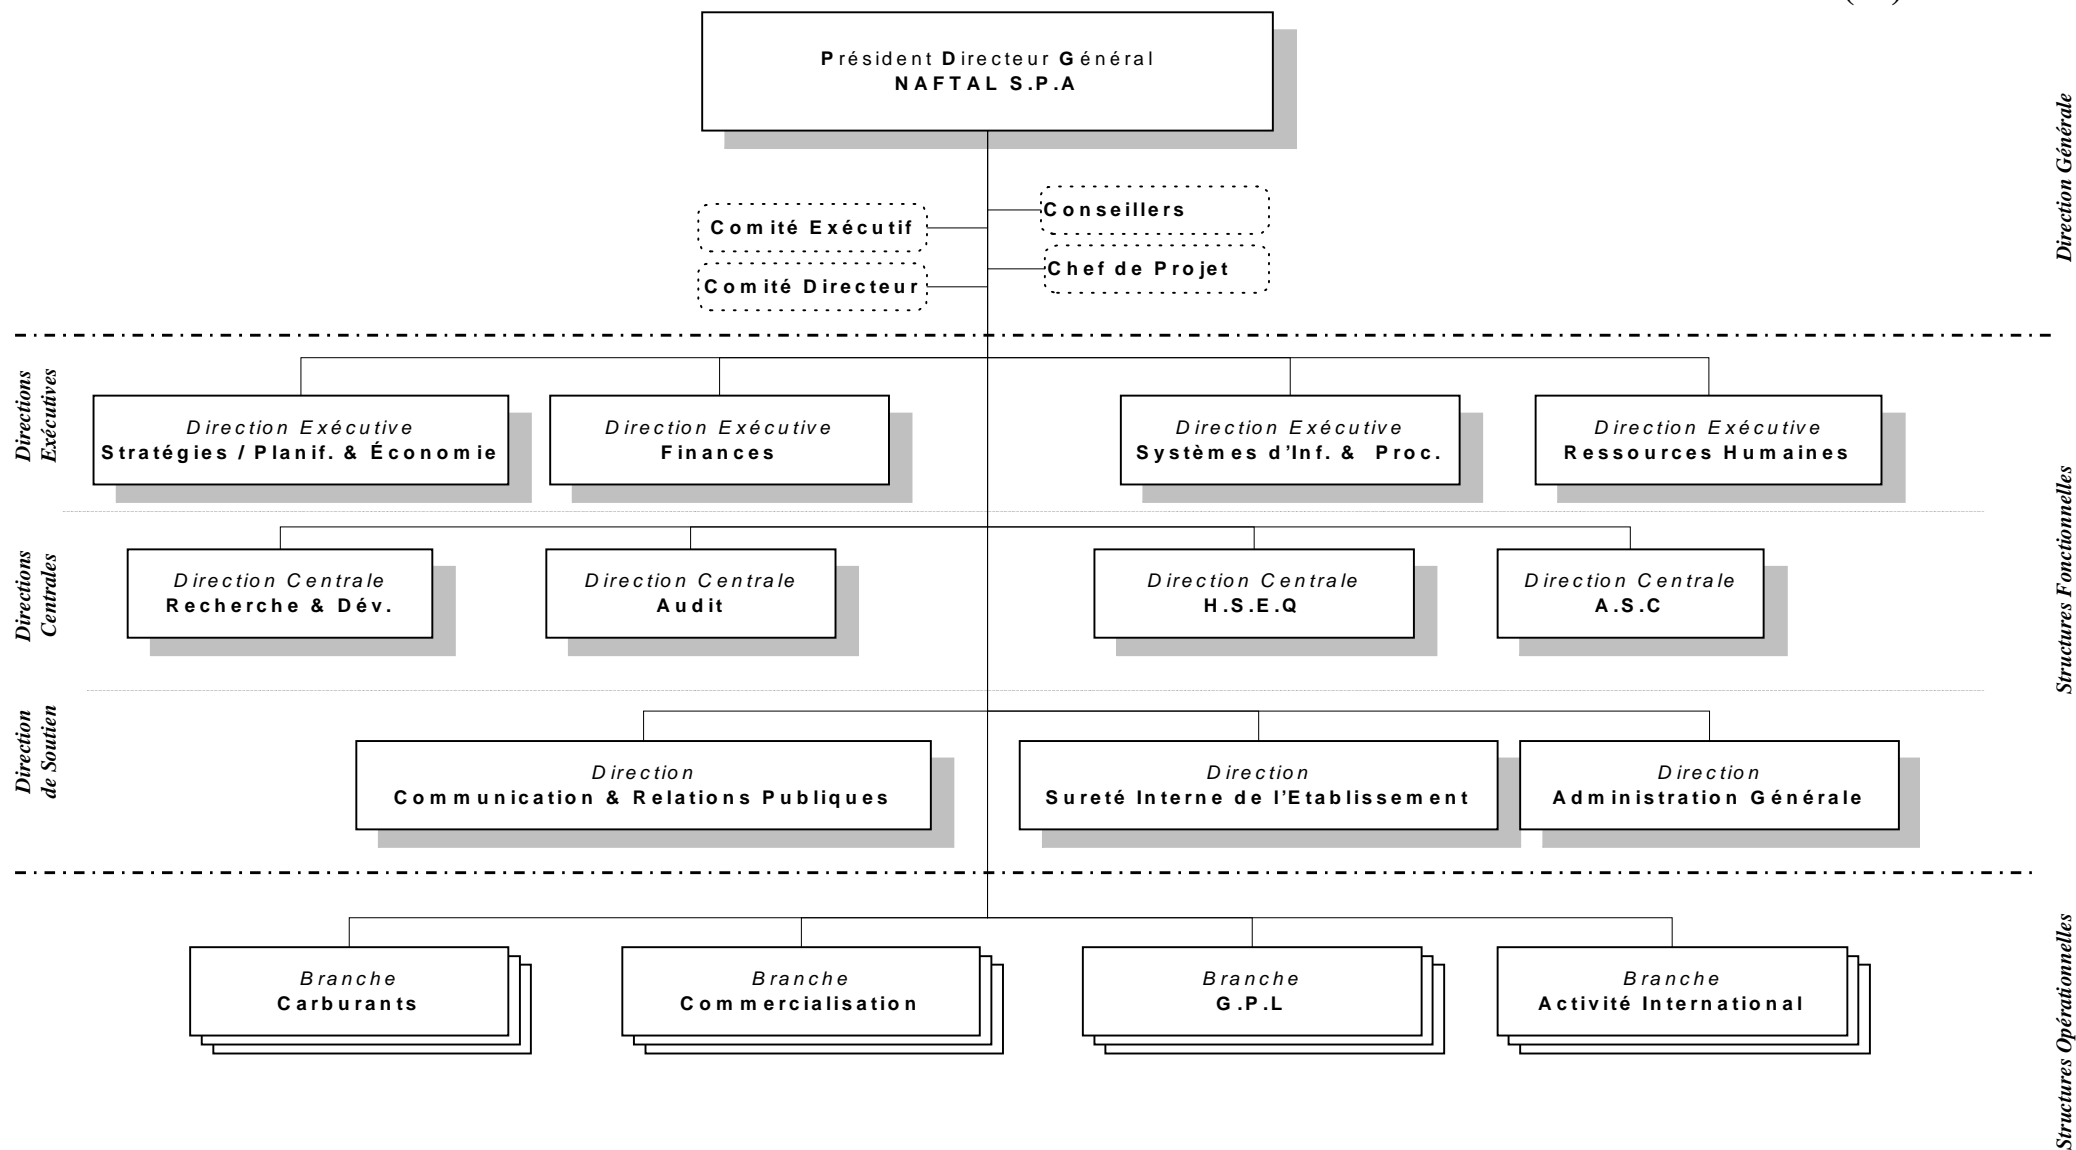 Président Directeur Général
NAFTAL S.P.A
Direction Générale
Conseillers
Comité Exécutif
Chef de Projet
Comité Directeur
Directions
Exécutives
Direction Exécutive
Stratégies / Planif. & Économie
Direction Exécutive
Finances
Direction Exécutive
Systèmes d’Inf. & Proc.
Direction Exécutive
Ressources Humaines
Structures Fonctionnelles
Directions
Centrales
Direction Centrale
Recherche & Dév.
Direction Centrale
Audit
Direction Centrale
H.S.E.Q
Direction Centrale
A.S.C
Direction
de Soutien
Direction
Communication & Relations Publiques
Direction
Sureté Interne de l’Etablissement
Direction
Administration Générale
Branche
Carburants
Branche
Commercialisation
Branche
G.P.L
Branche
Activité International
Structures Opérationnelles